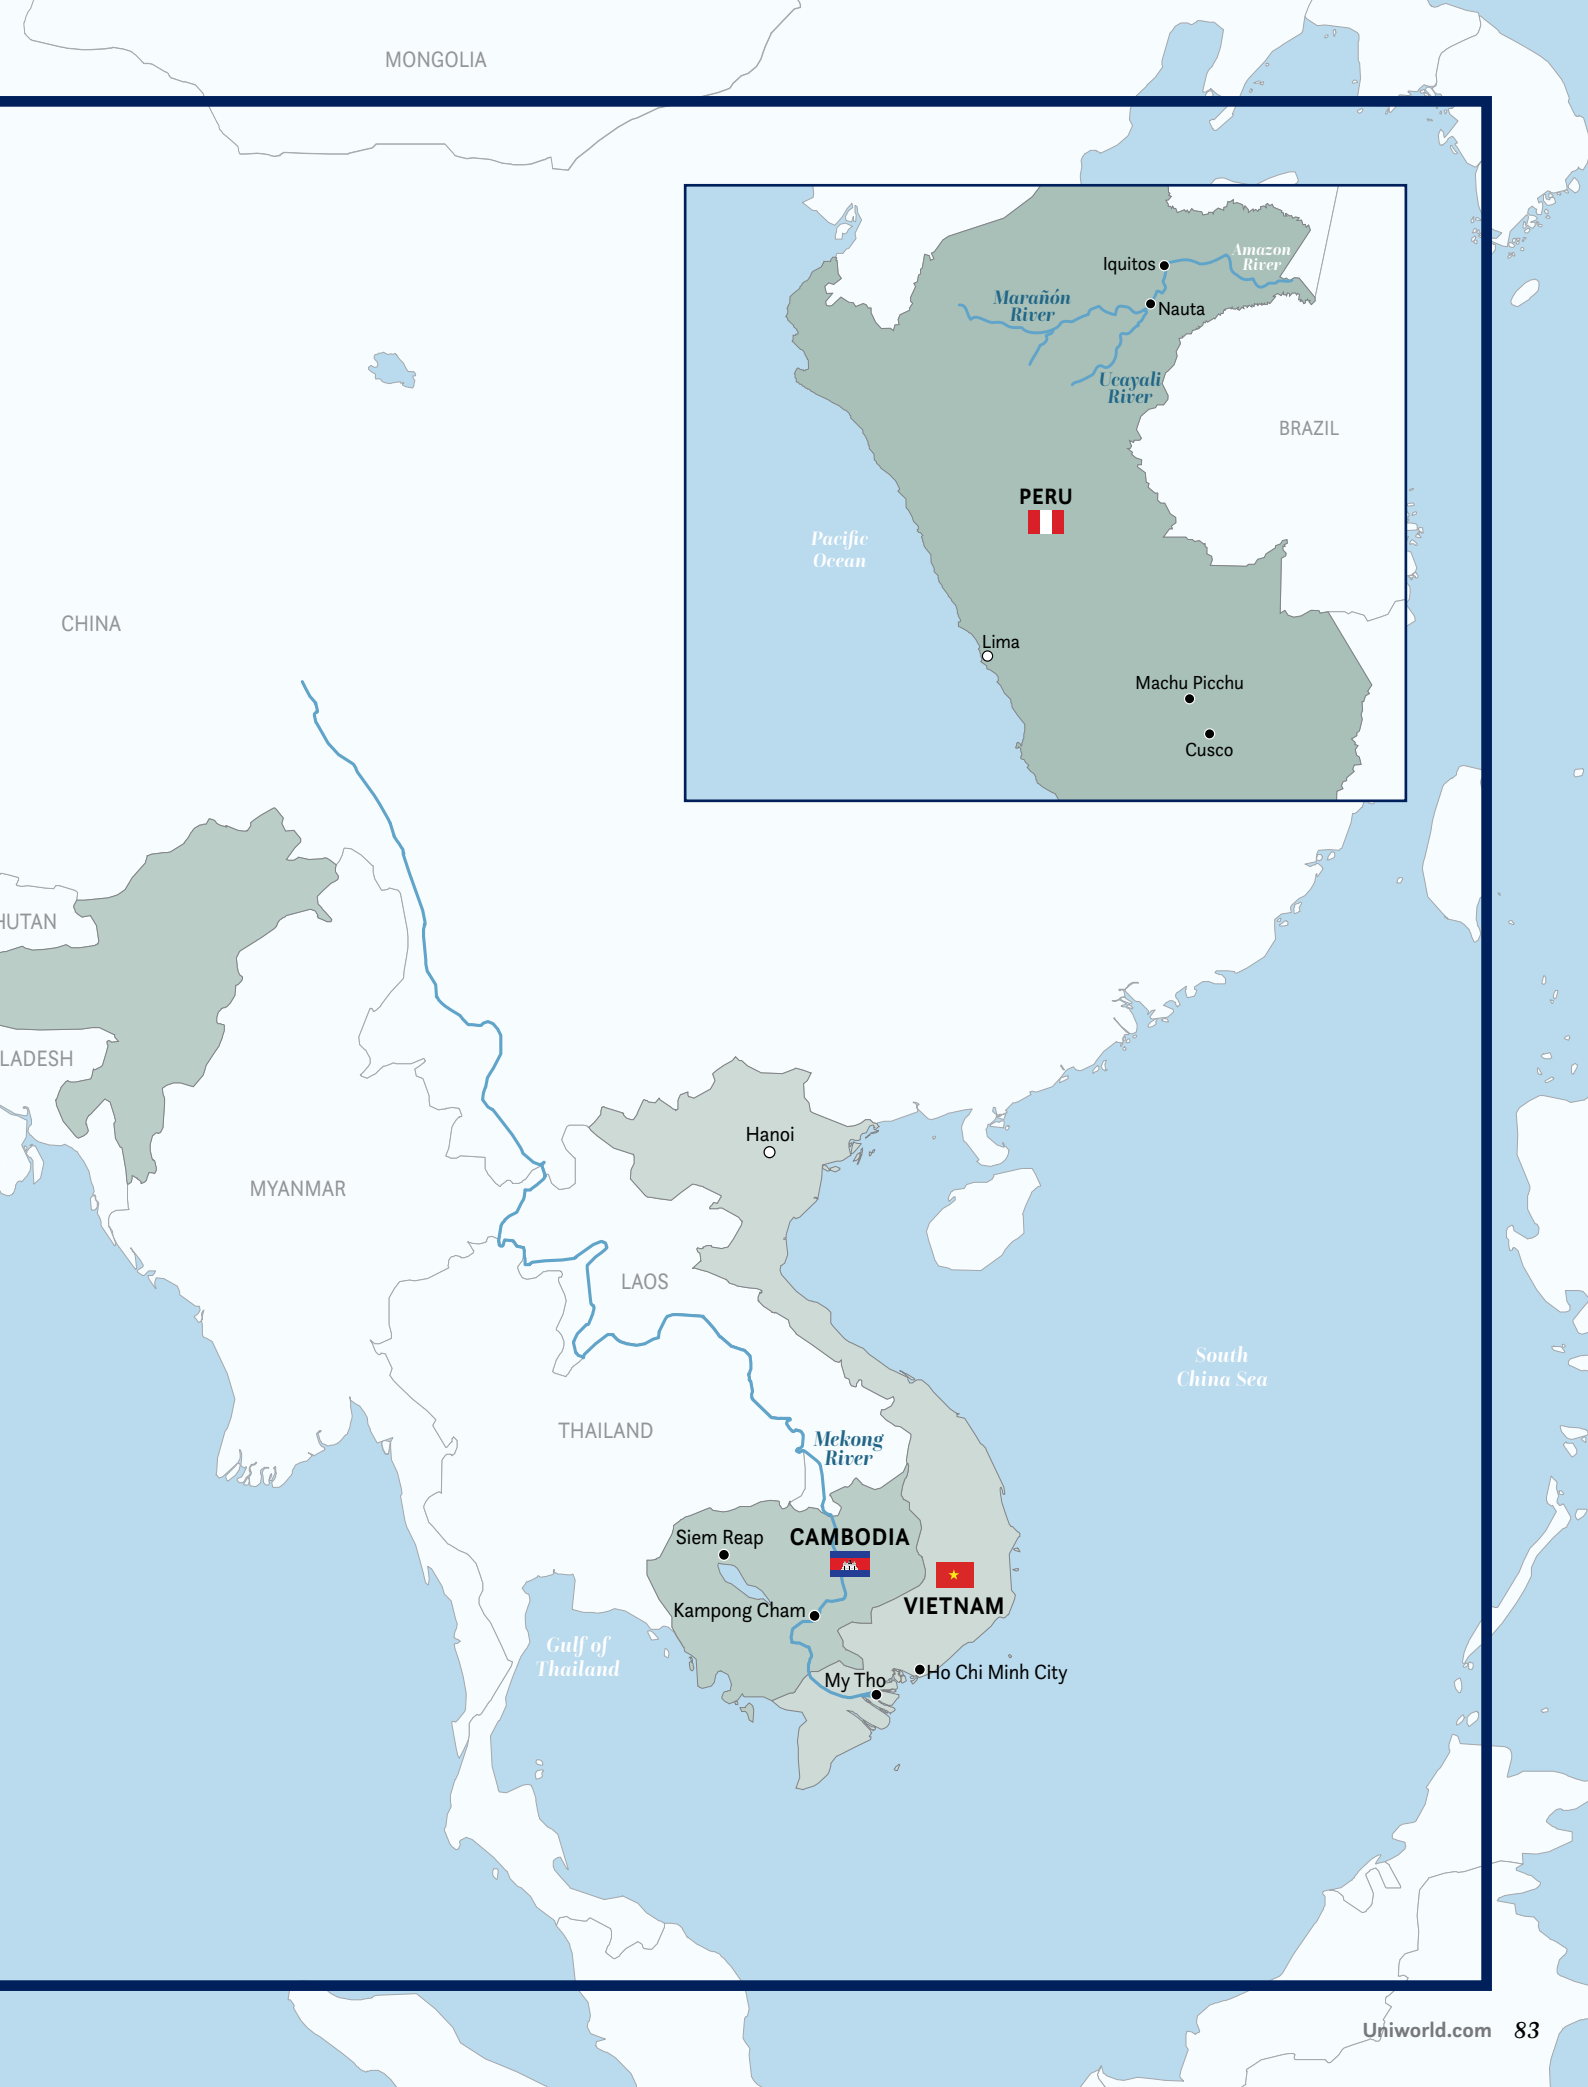 MONGOLIA
Iquitos
Amazon
River
Marañón
River
Nauta
Ucayali
River
BRAZIL
PERU
Pacific
Ocean
CHINA
Lima
Machu Picchu
Cusco
HUTAN
LADESH
Hanoi
MYANMAR
LAOS
South
China Sea
THAILAND
Mekong
River
Siem Reap
CAMBODIA
Kampong Cham
VIETNAM
Gulf of
Thailand
Ho Chi Minh City
My Tho
Uniworld.com 83